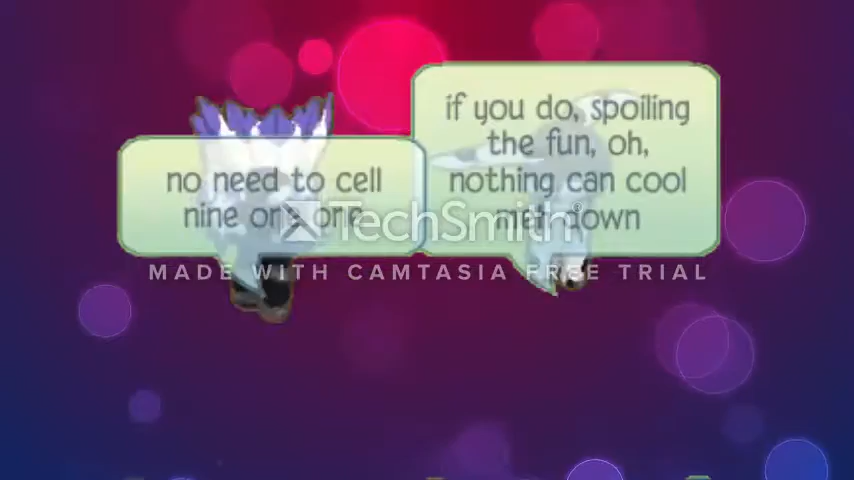 no need to cell
nine one one
if you do, spoiling
the fun, oh,
nothing can cool
meh down
TechSmith®
MADE WITH CAMTASIA FREE TRIAL